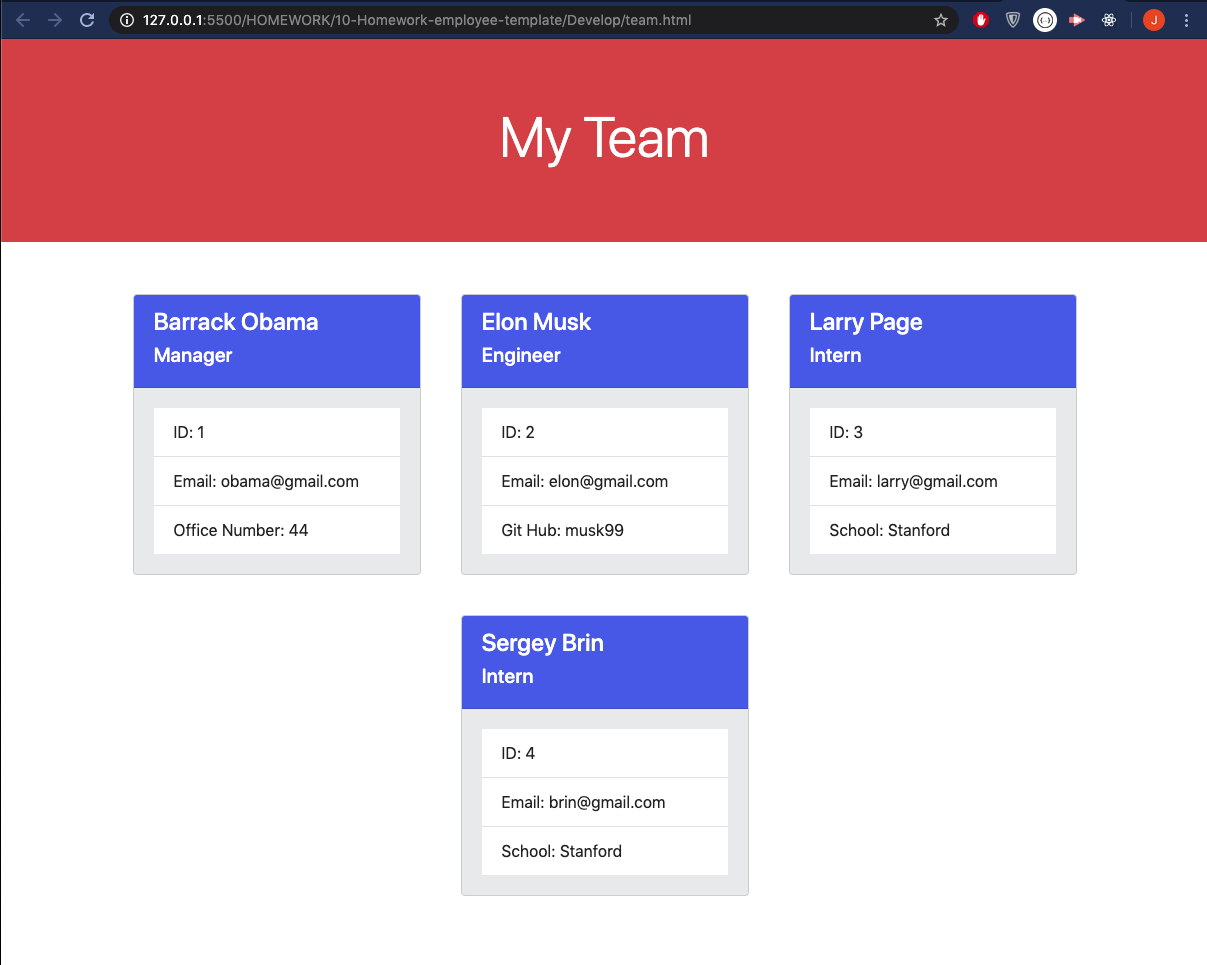 127.0.0.1:5500/HOMEWORK/10-Homework-employee-template/Develop/team.html
J
My Team
Barrack Obama
Manager
ID: 1
Email: obama@gmail.com
Office Number: 44
Elon Musk
Engineer
ID: 2
Email: elon@gmail.com
Git Hub: musk99
Larry Page
Intern
ID: 3
Email: larry@gmail.com
School: Stanford
Sergey Brin
Intern
ID: 4
Email: brin@gmail.com
School: Stanford